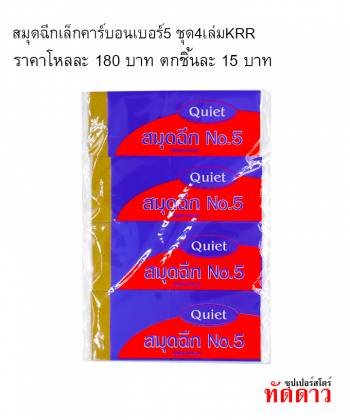 สมุดฉีกเล็กคาร์บอนเบอร์5 ชุด4เล่มKRR
ราคาโหลละ 180 บาท ตกชิ้นละ 15 บาท
Quiet
สมุดฉีก No.5
Quiet
สมุดฉีก No.5
Quiet
สมุดฉีก No.5
Quiet
สมุดฉีก No.5
ซุปเปอร์สโตร์
ทัดดาว